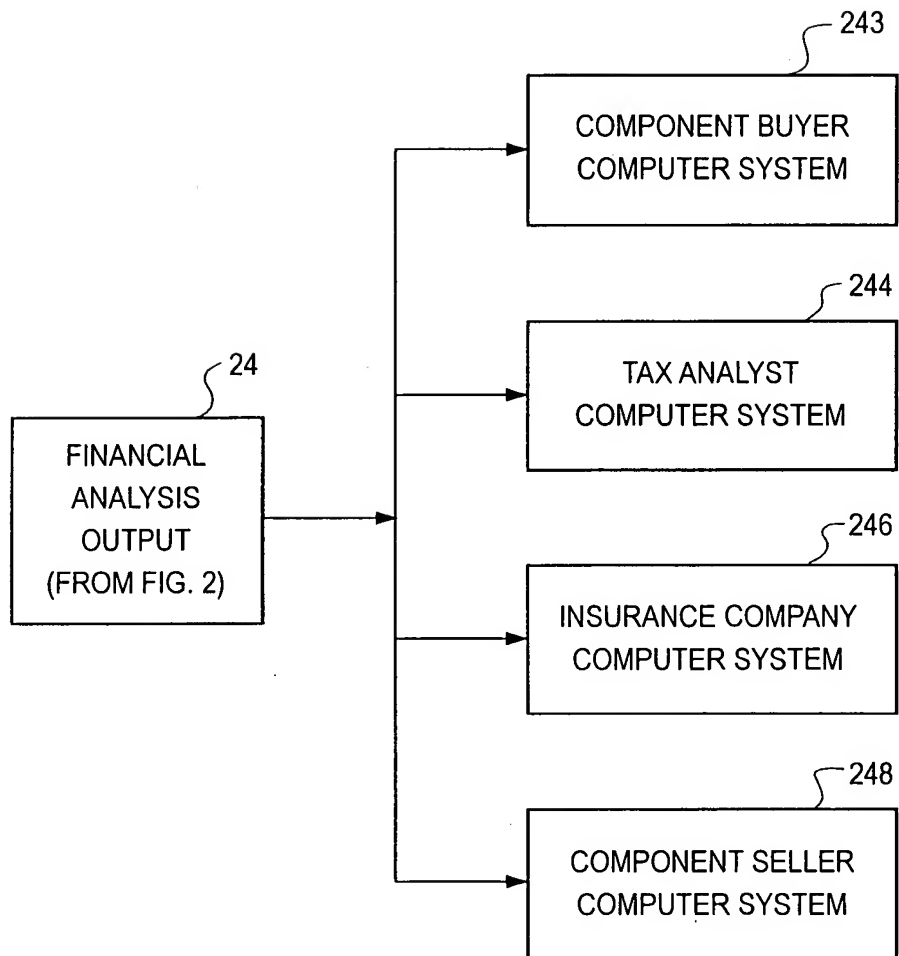 243
COMPONENT BUYER
COMPUTER SYSTEM
244
TAX ANALYST
COMPUTER SYSTEM
24
FINANCIAL
ANALYSIS
OUTPUT
(FROM FIG. 2)
246
INSURANCE COMPANY
COMPUTER SYSTEM
248
COMPONENT SELLER
COMPUTER SYSTEM